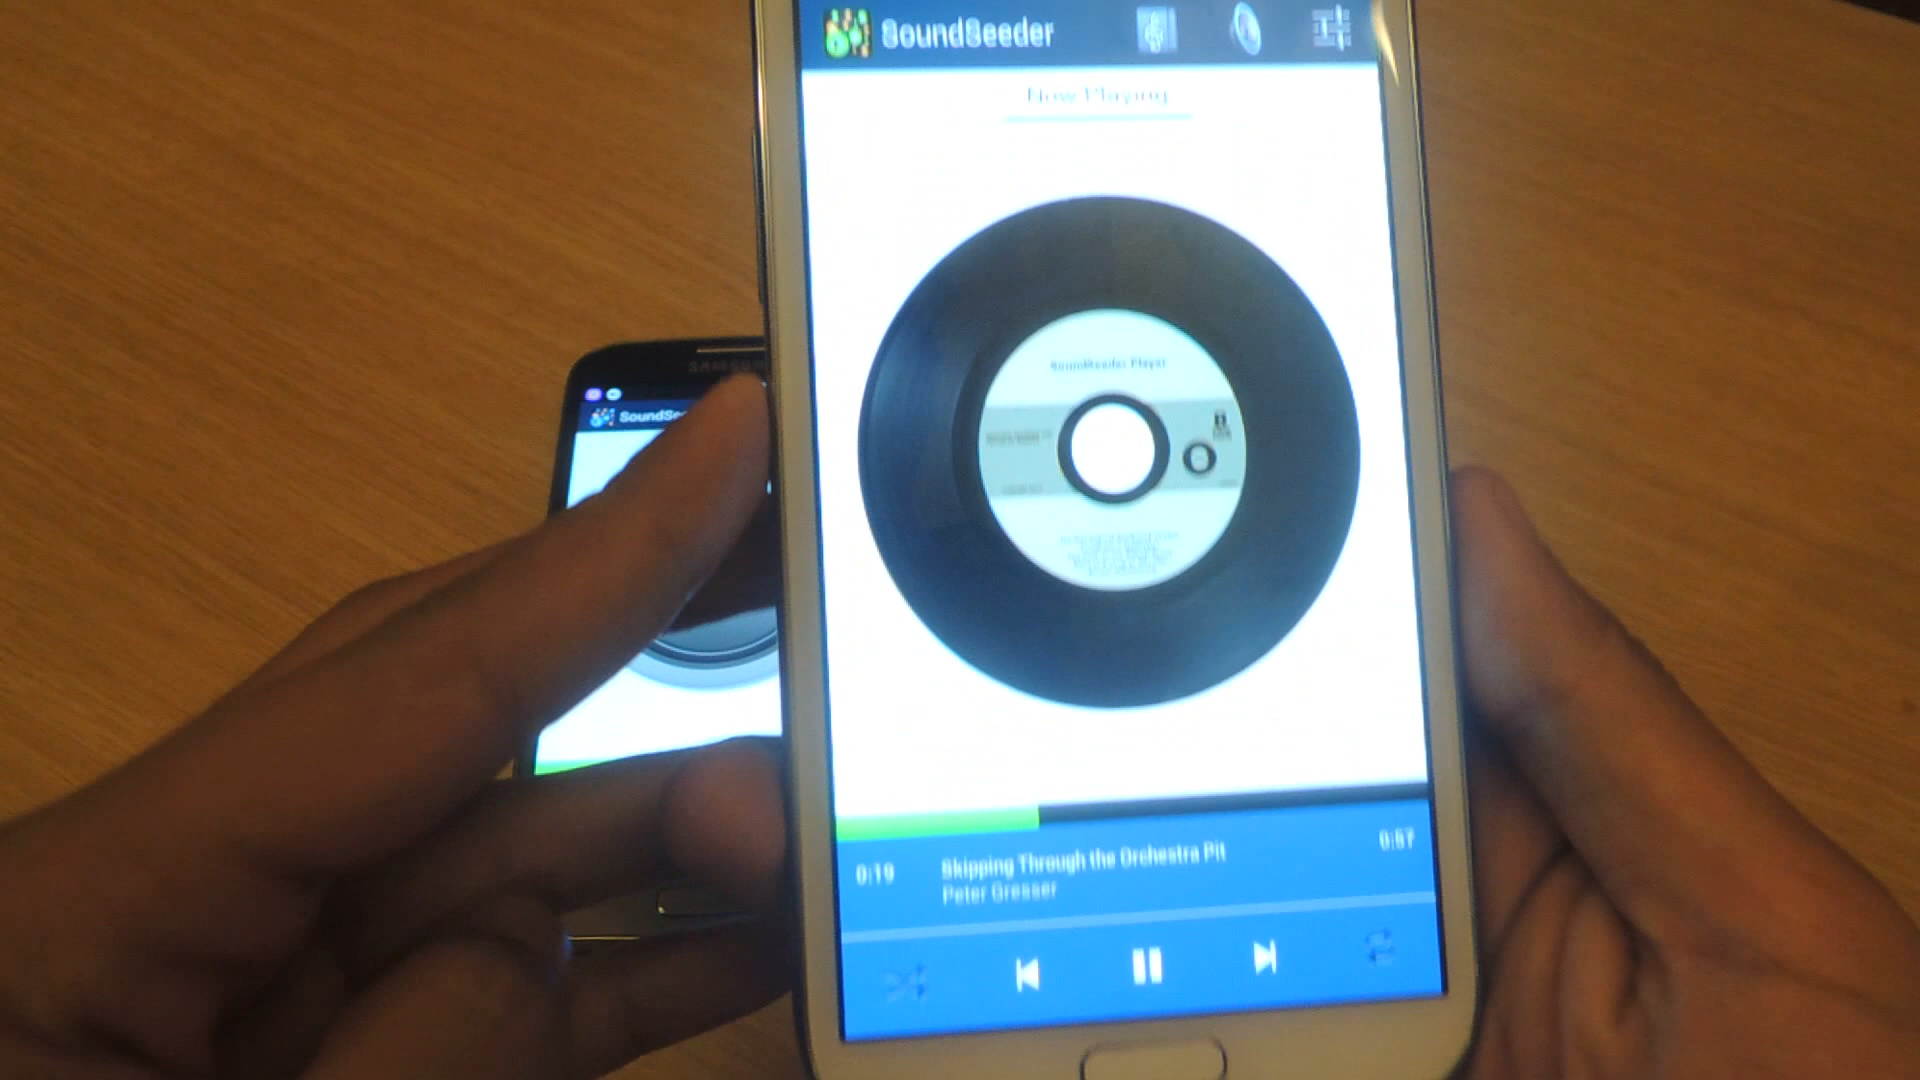 SoundSeeder
Now Playing
SoundSeeder Player
SAMSUNG
SoundSe
0:19
Skipping Through the Orchestra Pit
0:57
Peter Gresser